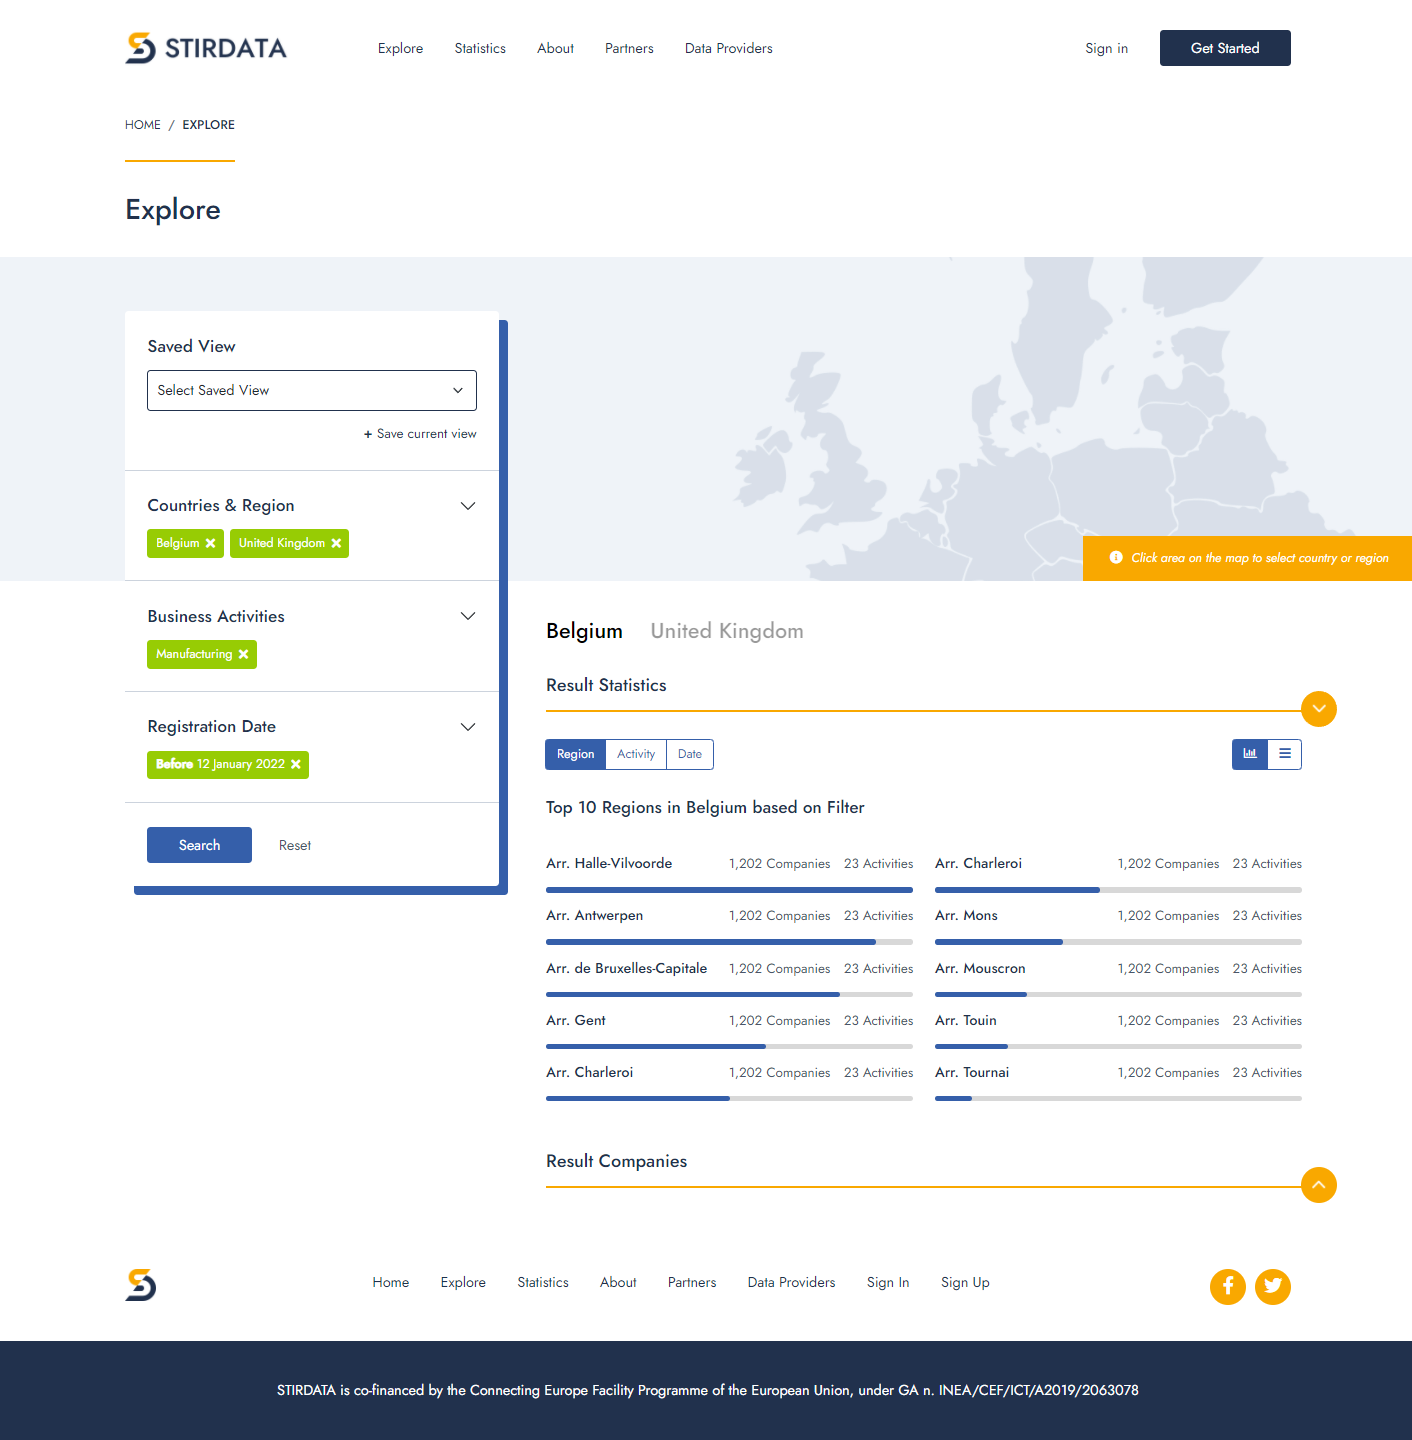 STIRDATA
Explore Statistics About Partners Data Providers Sign in Get Started
HOME / EXPLORE
Explore
Saved View
Select Saved View
+ Save current view
Countries & Region
Belgium United Kingdom
Business Activities
Manufacturing
Registration Date
Before 12 January 2022
Search Reset
Click area on the map to select country or region
Belgium United Kingdom
Result Statistics
Region Activity Date
Top 10 Regions in Belgium based on Filter
Arr. Halle-Vilvoorde 1,202 Companies 23 Activities
Arr. Antwerpen 1,202 Companies 23 Activities
Arr. de Bruxelles-Capitale 1,202 Companies 23 Activities
Arr. Gent 1,202 Companies 23 Activities
Arr. Charleroi 1,202 Companies 23 Activities
Arr. Charleroi 1,202 Companies 23 Activities
Arr. Mons 1,202 Companies 23 Activities
Arr. Mouscron 1,202 Companies 23 Activities
Arr. Touin 1,202 Companies 23 Activities
Arr. Tournai 1,202 Companies 23 Activities
Result Companies
Home Explore Statistics About Partners Data Providers Sign In Sign Up
STIRDATA is co-financed by the Connecting Europe Facility Programme of the European Union, under GA n. INEA/CEF/ICT/A2019/2063078